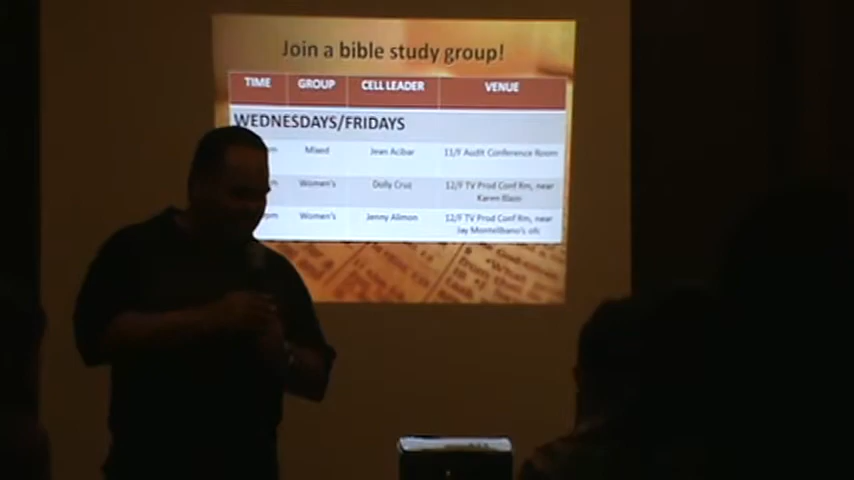 Join a bible study group!
TIME GROUP CELL LEADER VENUE
WEDNESDAYS/FRIDAYS
Mixed Jean Acibar 11/F Audit Conference Room
Women's Dolly Cruz 12/F TV Prod Conf Rm, near
Women's Jenny Alimon 12/F TV Prod Conf Rm, near
Jay Montelibano's ofc